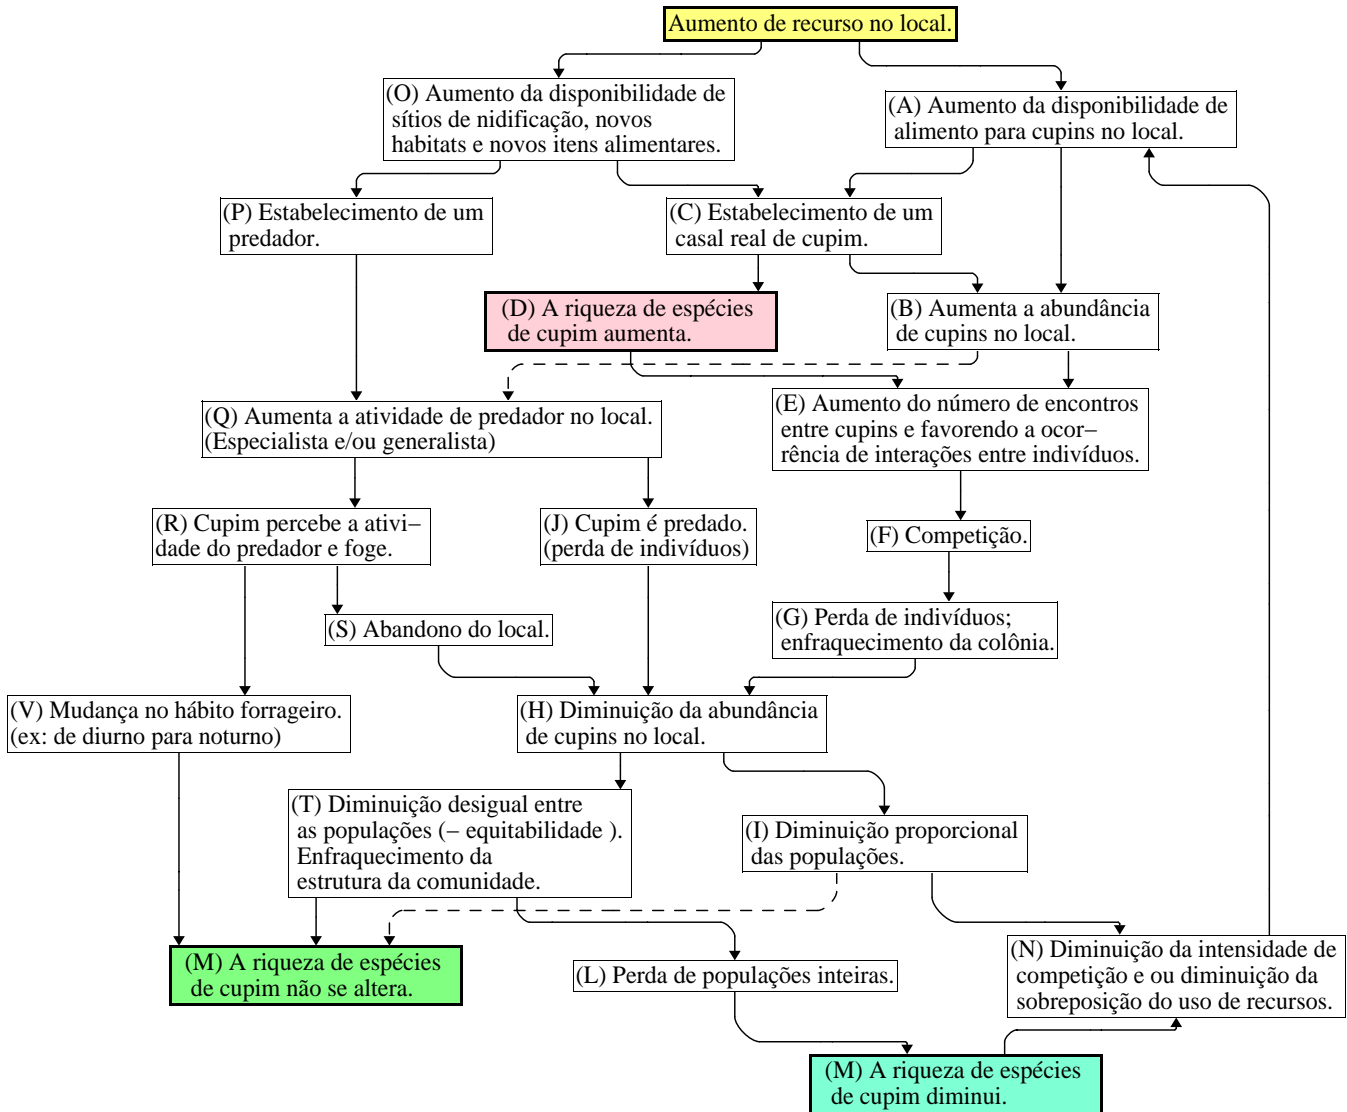 Aumento de recurso no local.
(O) Aumento da disponibilidade de
sítios de nidificação, novos
habitats e novos itens alimentares.
(A) Aumento da disponibilidade de
alimento para cupins no local.
(P) Estabelecimento de um
predador.
(C) Estabelecimento de um
casal real de cupim.
(D) A riqueza de espécies
de cupim aumenta.
(B) Aumenta a abundância
de cupins no local.
(Q) Aumenta a atividade de predador no local.
(Especialista e/ou generalista)
(E) Aumento do número de encontros
entre cupins e favorendo a ocor–
rência de interações entre indivíduos.
(R) Cupim percebe a ativi–
dade do predador e foge.
(J) Cupim é predado.
(perda de indivíduos)
(F) Competição.
(S) Abandono do local.
(G) Perda de indivíduos;
enfraquecimento da colônia.
(V) Mudança no hábito forrageiro.
(ex: de diurno para noturno)
(H) Diminuição da abundância
de cupins no local.
(T) Diminuição desigual entre
as populações (– equitabilidade ).
Enfraquecimento da
estrutura da comunidade.
(I) Diminuição proporcional
das populações.
(M) A riqueza de espécies
de cupim não se altera.
(L) Perda de populações inteiras.
(N) Diminuição da intensidade de
competição e ou diminuição da
sobreposição do uso de recursos.
(M) A riqueza de espécies
de cupim diminui.